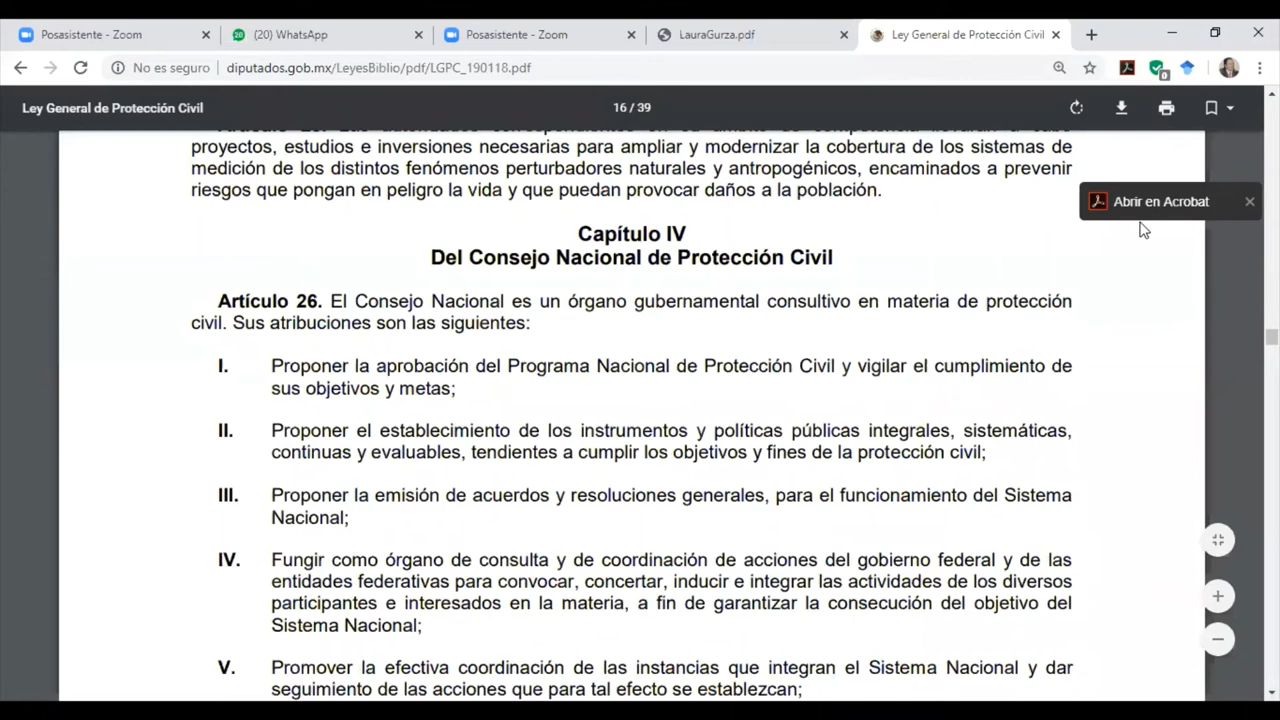 Posasistente - Zoom
(20) WhatsApp
Posasistente - Zoom
LauraGurza.pdf
Ley General de Protección Civil
No es seguro
deputados.gob.mx/LeyesBiblio/pdf/LGPC_190118.pdf
0
Ley General de Protección Civil
16 / 39
proyectos, estudios e inversiones necesarias para ampliar y modernizar la cobertura de los sistemas de
medición de los distintos fenómenos perturbadores naturales y antropogénicos, encaminados a prevenir
riesgos que pongan en peligro la vida y que puedan provocar daños a la población.
Abrir en Acrobat
Capítulo IV
Del Consejo Nacional de Protección Civil
Artículo 26. El Consejo Nacional es un órgano gubernamental consultivo en materia de protección
civil. Sus atribuciones son las siguientes:
I. Proponer la aprobación del Programa Nacional de Protección Civil y vigilar el cumplimiento de
sus objetivos y metas;
II. Proponer el establecimiento de los instrumentos y políticas públicas integrales, sistemáticas,
continuas y evaluables, tendientes a cumplir los objetivos y fines de la protección civil;
III. Proponer la emisión de acuerdos y resoluciones generales, para el funcionamiento del Sistema
Nacional;
IV. Fungir como órgano de consulta y de coordinación de acciones del gobierno federal y de las
entidades federativas para convocar, concertar, inducir e integrar las actividades de los diversos
participantes e interesados en la materia, a fin de garantizar la consecución del objetivo del
Sistema Nacional;
V. Promover la efectiva coordinación de las instancias que integran el Sistema Nacional y dar
seguimiento de las acciones que para tal efecto se establezcan;